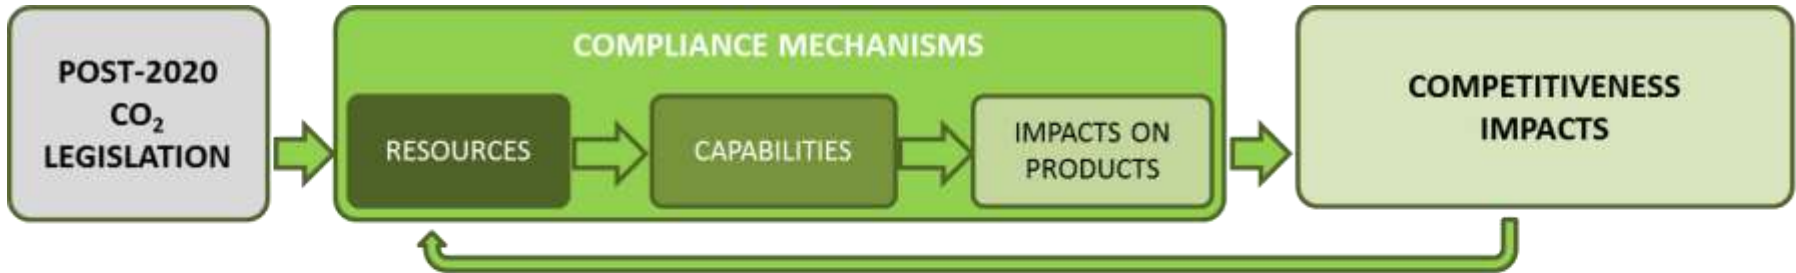 POST-2020
CO₂
LEGISLATION
COMPLIANCE MECHANISMS
RESOURCES
CAPABILITIES
IMPACTS ON
PRODUCTS
COMPETITIVENESS
IMPACTS